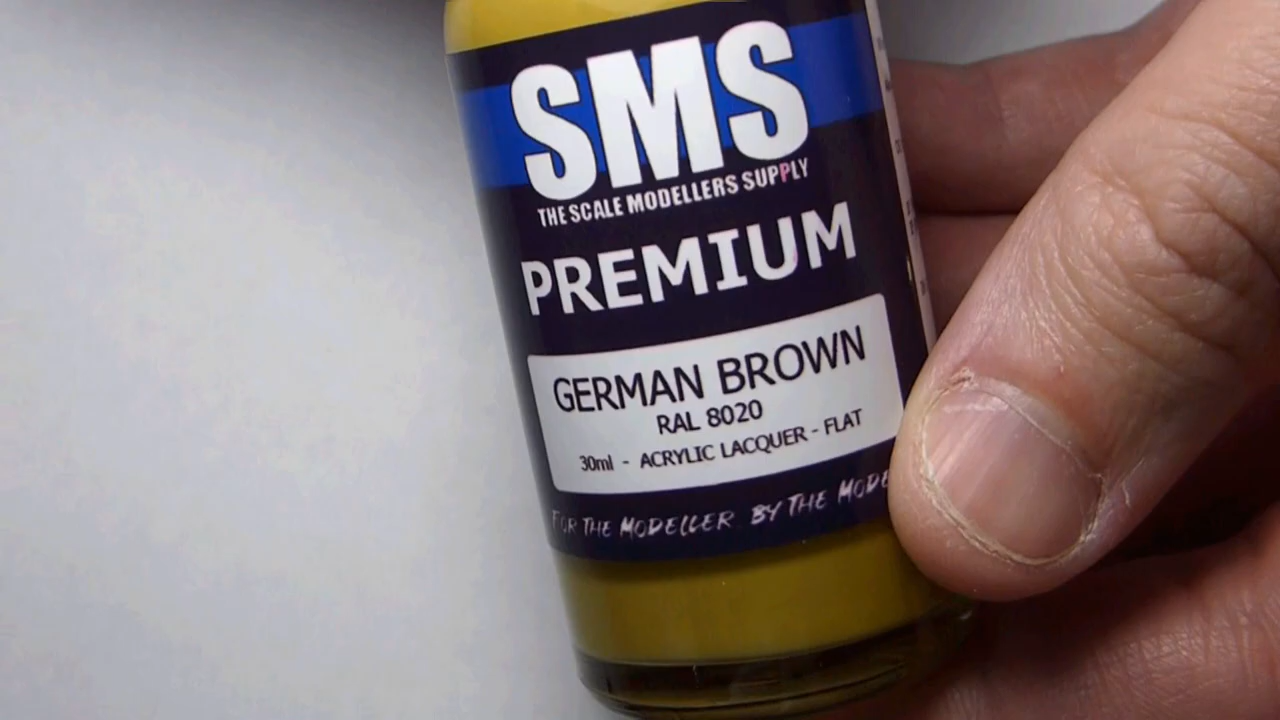 SMS
THE SCALE MODELLERS SUPPLY
PREMIUM
GERMAN BROWN
RAL 8020
30ml - ACRYLIC LACQUER - FLAT
FOR THE MODELLER BY THE